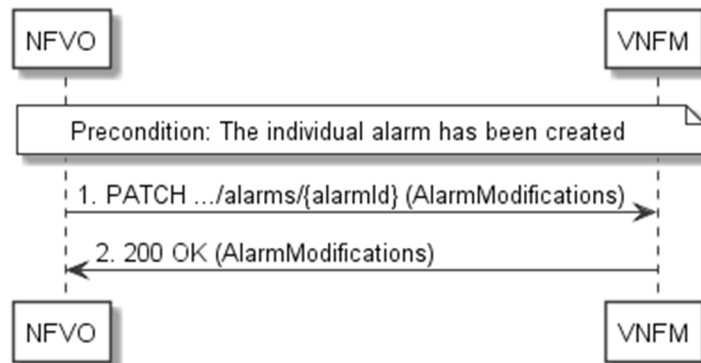 NFVO
VNFM
Precondition: The individual alarm has been created
1. PATCH .../alarms/{alarmId} (AlarmModifications)
2. 200 OK (AlarmModifications)
NFVO
VNFM